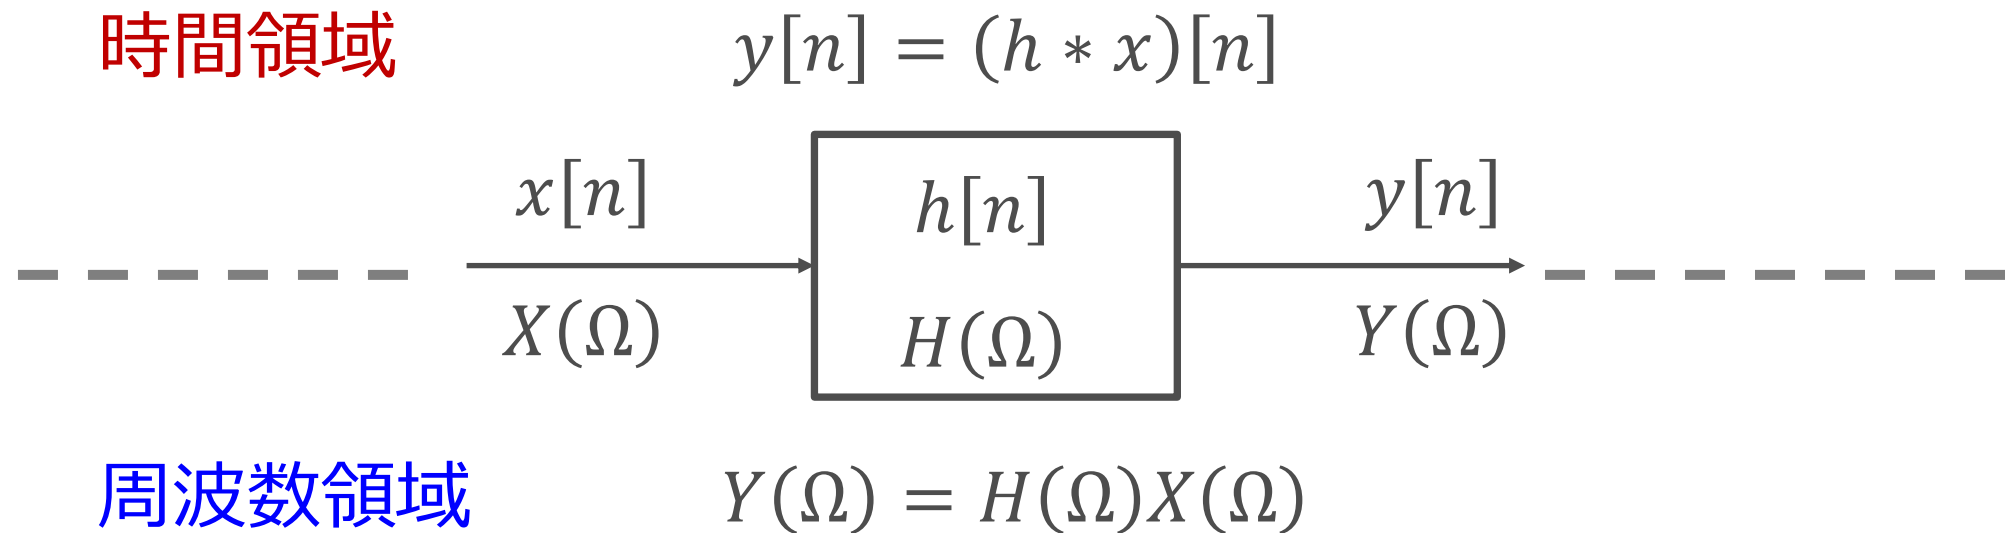 時間領域
y[n] = (h * x)[n]
x[n]
h[n]
y[n]
X(Ω)
H(Ω)
Y(Ω)
周波数領域
Y(Ω) = H(Ω)X(Ω)